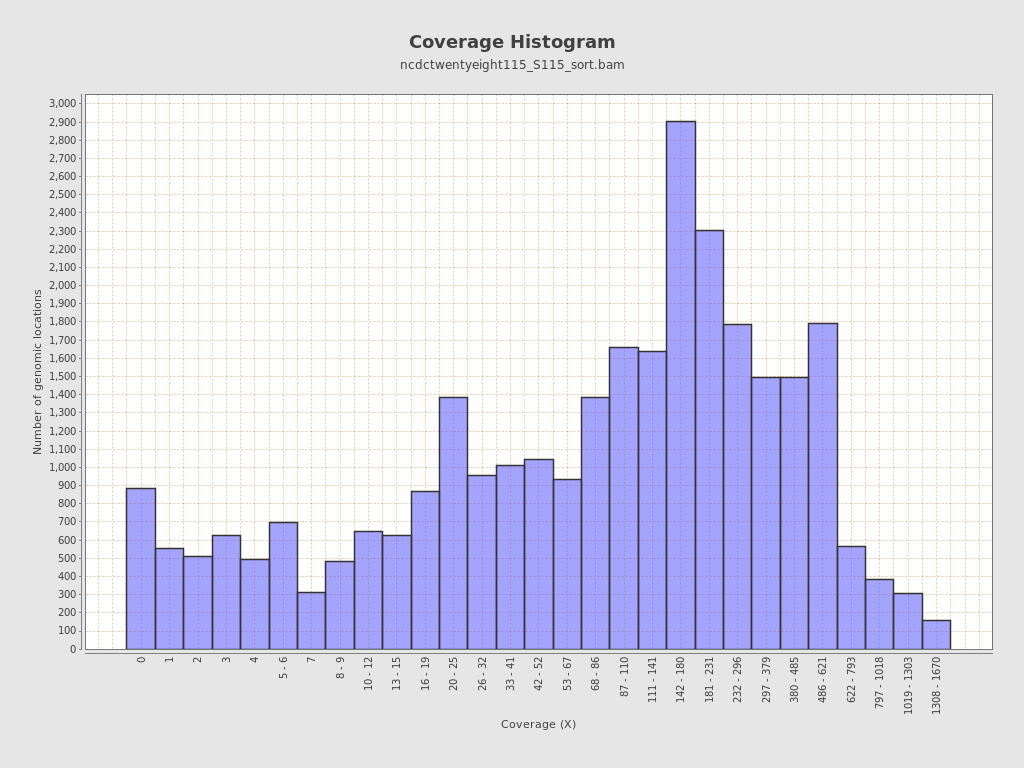 Coverage Histogram
ncdctwentyeight115_S115_sort.bam
Number of genomic locations
3,000
2,900
2,800
2,700
2,600
2,500
2,400
2,300
2,200
2,100
2,000
1,900
1,800
1,700
1,600
1,500
1,400
1,300
1,200
1,100
1,000
900
800
700
600
500
400
300
200
100
0
0
1
2
3
4
5 - 6
7
8 - 9
10 - 12
13 - 15
16 - 19
20 - 25
26 - 32
33 - 41
42 - 52
53 - 67
68 - 86
87 - 110
111 - 141
142 - 180
181 - 231
232 - 296
297 - 379
380 - 485
486 - 621
622 - 793
797 - 1018
1019 - 1303
1308 - 1670
Coverage (X)